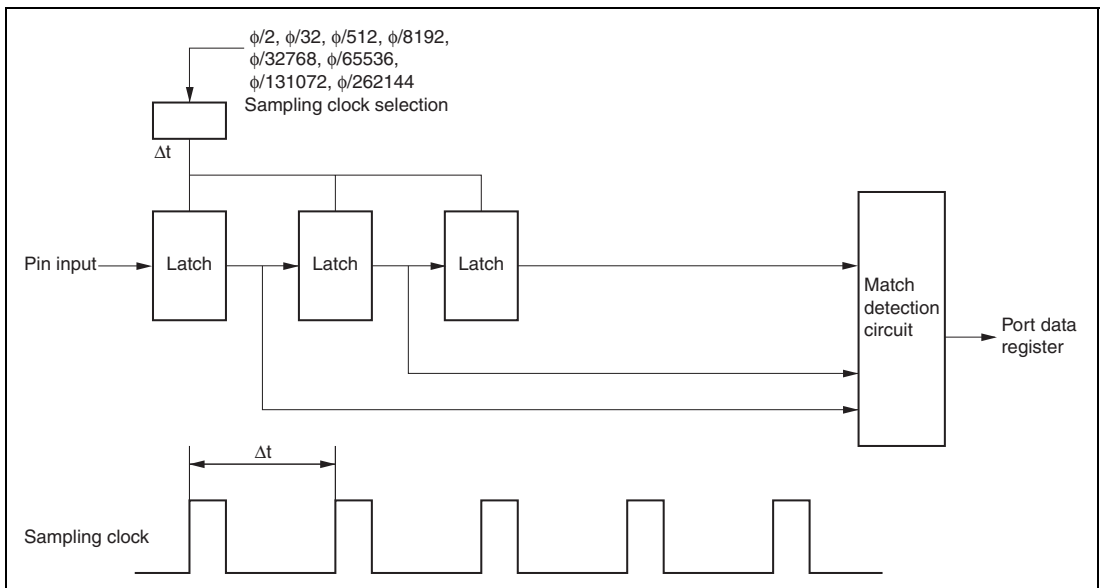 ϕ/2, ϕ/32, ϕ/512, ϕ/8192,
ϕ/32768, ϕ/65536,
ϕ/131072, ϕ/262144
Sampling clock selection
Δt
Pin input
Latch
Latch
Latch
Match
detection
circuit
Port data
register
Δt
Sampling clock